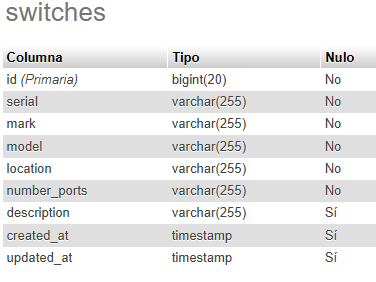 switches
Columna Tipo Nulo
id (Primaria) bigint(20) No
serial varchar(255) No
mark varchar(255) No
model varchar(255) No
location varchar(255) No
number_ports varchar(255) No
description varchar(255) Sí
created_at timestamp Sí
updated_at timestamp Sí